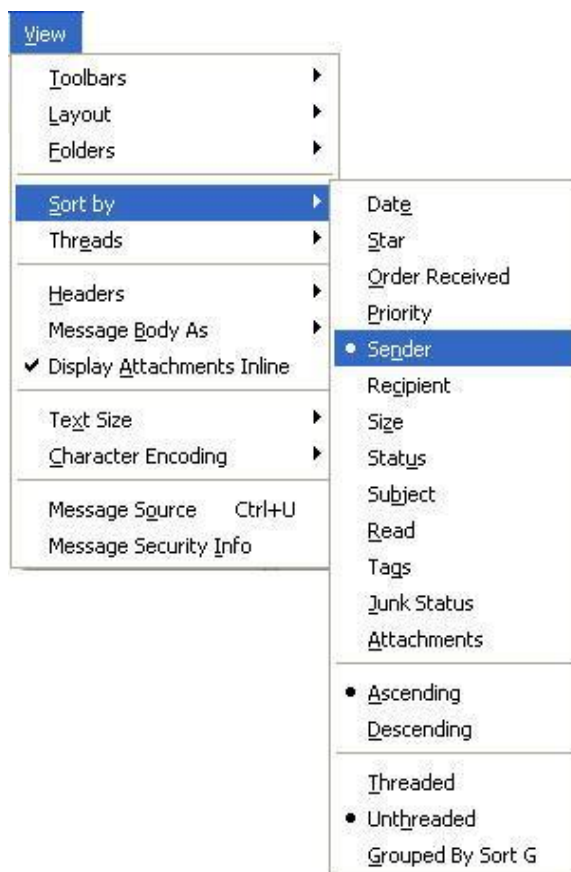 View
Toolbars
Layout
Folders
Sort by
Threads
Headers
Message Body As
Display Attachments Inline
Text Size
Character Encoding
Message Source Ctrl+U
Message Security Info
Date
Star
Order Received
Priority
Sender
Recipient
Size
Status
Subject
Read
Tags
Junk Status
Attachments
Ascending
Descending
Threaded
Unthreaded
Grouped By Sort G